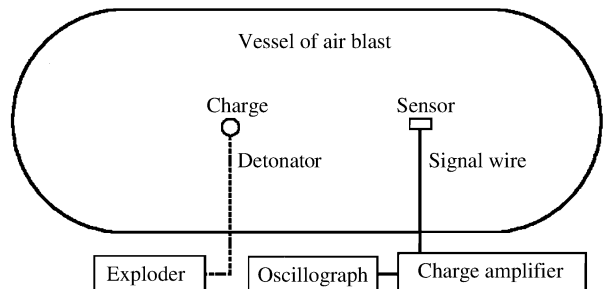 Vessel of air blast
Charge
Sensor
Detonator
Signal wire
Exploder
Oscillograph
Charge amplifier